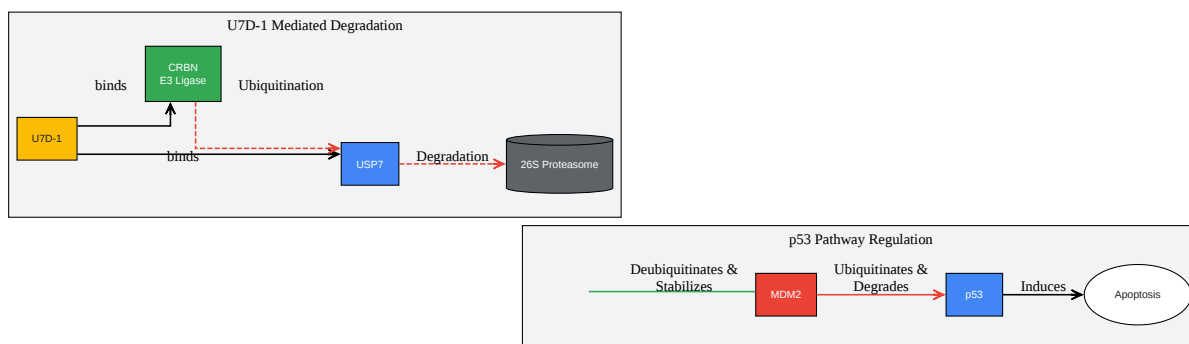 U7D-1 Mediated Degradation
CRBN
E3 Ligase
binds
Ubiquitination
U7D-1
binds
USP7
Degradation
26S Proteasome
p53 Pathway Regulation
Deubiquitinates &
Stabilizes
MDM2
Ubiquitinates &
Degrades
p53
Induces
Apoptosis